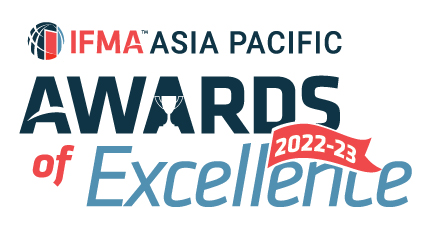 IFMA™ ASIA PACIFIC
AWARDS
of Excellence
2022-23